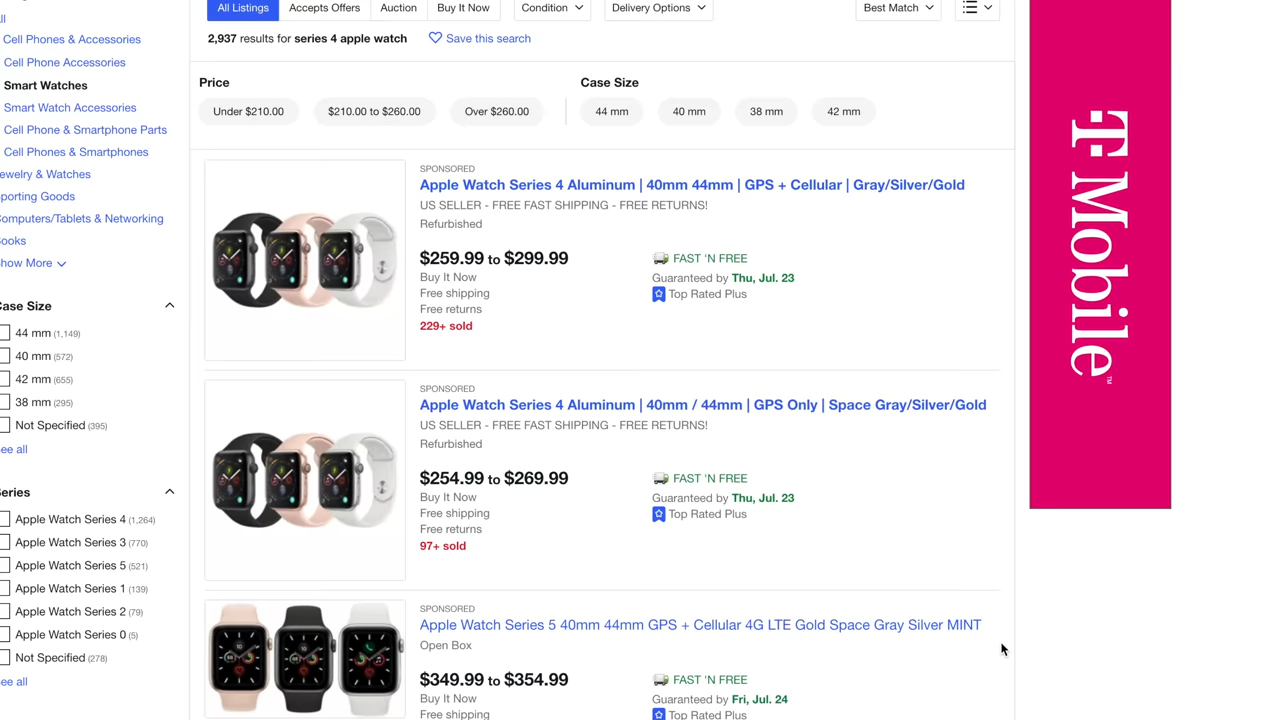 All Listings
Accepts Offers
Auction
Buy It Now
Condition
Delivery Options
Best Match
2,937 results for series 4 apple watch
Save this search
ll
Cell Phones & Accessories
Cell Phone Accessories
Smart Watches
Smart Watch Accessories
Cell Phone & Smartphone Parts
Cell Phones & Smartphones
ewelry & Watches
porting Goods
omputers/Tablets & Networking
ooks
how More
Case Size
44 mm (1,149)
40 mm (572)
42 mm (655)
38 mm (295)
Not Specified (395)
ee all
eries
Apple Watch Series 4 (1,264)
Apple Watch Series 3 (770)
Apple Watch Series 5 (521)
Apple Watch Series 1 (139)
Apple Watch Series 2 (79)
Apple Watch Series 0 (5)
Not Specified (278)
ee all
Price
Under $210.00
$210.00 to $260.00
Over $260.00
Case Size
44 mm
40 mm
38 mm
42 mm
SPONSORED
Apple Watch Series 4 Aluminum | 40mm 44mm | GPS + Cellular | Gray/Silver/Gold
US SELLER - FREE FAST SHIPPING - FREE RETURNS!
Refurbished
$259.99 to $299.99
Buy It Now
Free shipping
Free returns
229+ sold
FAST 'N FREE
Guaranteed by Thu, Jul. 23
Top Rated Plus
SPONSORED
Apple Watch Series 4 Aluminum | 40mm / 44mm | GPS Only | Space Gray/Silver/Gold
US SELLER - FREE FAST SHIPPING - FREE RETURNS!
Refurbished
$254.99 to $269.99
Buy It Now
Free shipping
Free returns
97+ sold
FAST 'N FREE
Guaranteed by Thu, Jul. 23
Top Rated Plus
SPONSORED
Apple Watch Series 5 40mm 44mm GPS + Cellular 4G LTE Gold Space Gray Silver MINT
Open Box
$349.99 to $354.99
Buy It Now
Free shipping
FAST 'N FREE
Guaranteed by Fri, Jul. 24
Top Rated Plus
T Mobile™